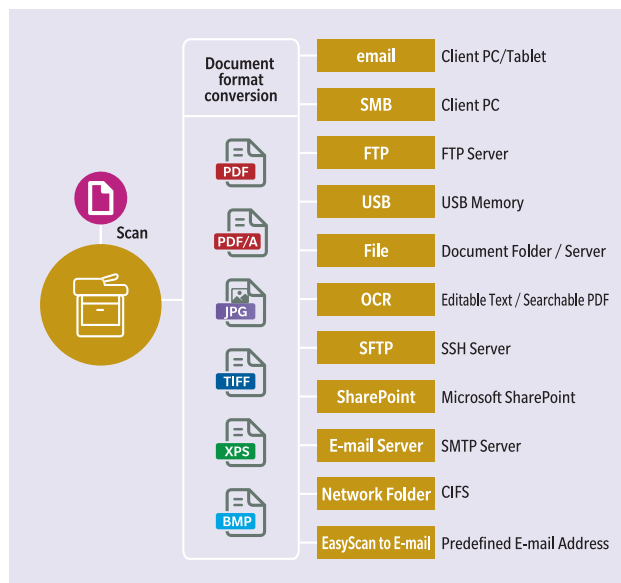 Scan
Document
format
conversion
PDF
PDF/A
JPG
TIFF
XPS
BMP
email Client PC/Tablet
SMB Client PC
FTP FTP Server
USB USB Memory
File Document Folder / Server
OCR Editable Text / Searchable PDF
SFTP SSH Server
SharePoint Microsoft SharePoint
E-mail Server SMTP Server
Network Folder CIFS
EasyScan to E-mail Predefined E-mail Address